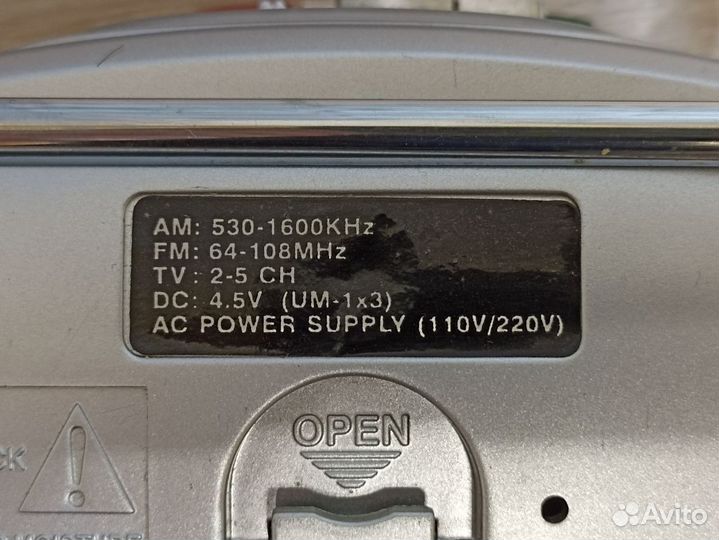 AM: 530-1600KHz
FM: 64-108MHz
TV: 2-5 CH
DC: 4.5V (UM-1x3)
AC POWER SUPPLY (110V/220V)
OPEN
Avito